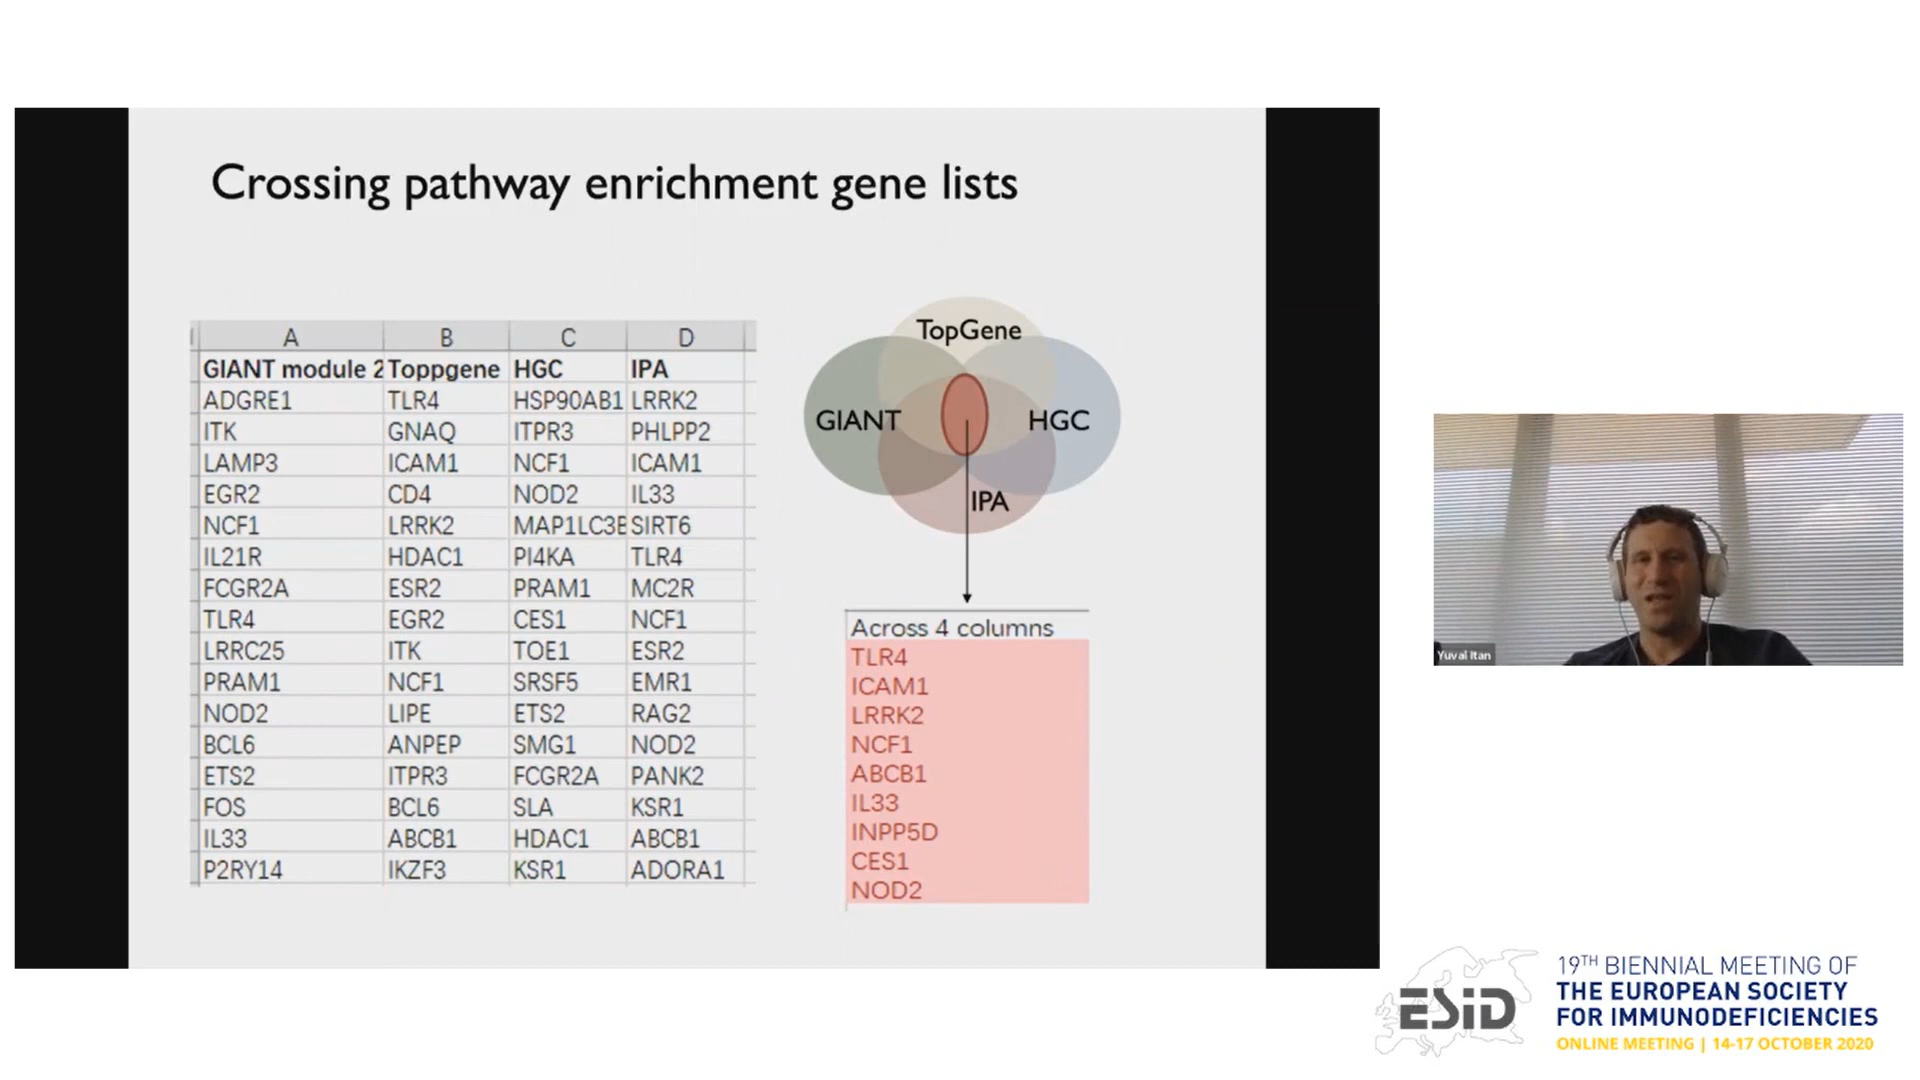 Crossing pathway enrichment gene lists
A B C D
GIANT module 2 Toppgene HGC IPA
ADGRE1 TLR4 HSP90AB1 LRRK2
ITK GNAQ ITPR3 PHLPP2
LAMP3 ICAM1 NCF1 ICAM1
EGR2 CD4 NOD2 IL33
NCF1 LRRK2 MAP1LC3B SIRT6
IL21R HDAC1 PI4KA TLR4
FCGR2A ESR2 PRAM1 MC2R
TLR4 EGR2 CES1 NCF1
LRRC25 ITK TOE1 ESR2
PRAM1 NCF1 SRSF5 EMR1
NOD2 LIPE ETS2 RAG2
BCL6 ANPEP SMG1 NOD2
ETS2 ITPR3 FCGR2A PANK2
FOS BCL6 SLA KSR1
IL33 ABCB1 HDAC1 ABCB1
P2RY14 IKZF3 KSR1 ADORA1
TopGene
GIANT
HGC
IPA
Across 4 columns
TLR4
ICAM1
LRRK2
NCF1
ABCB1
IL33
INPP5D
CES1
NOD2
Yuval Itan
ESiD
19TH BIENNIAL MEETING OF
THE EUROPEAN SOCIETY
FOR IMMUNODEFICIENCIES
ONLINE MEETING | 14-17 OCTOBER 2020